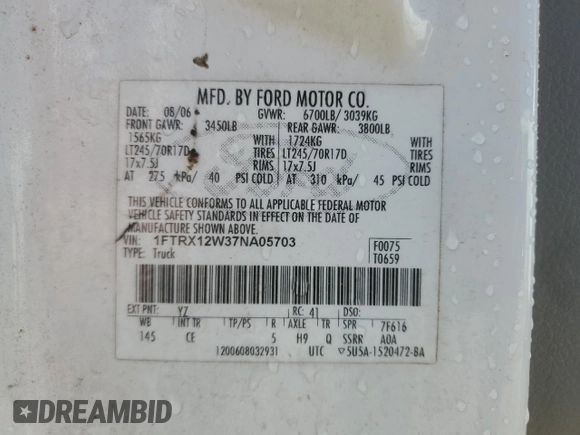 MFD. BY FORD MOTOR CO.
DATE: 08/06 GVWR: 6700LB/ 3039KG
FRONT GAWR: 3450LB REAR GAWR: 3800LB
1565KG WITH 1724KG WITH
LT245/70R17D TIRES LT245/70R17D TIRES
17x7.5J RIMS 17x7.5J RIMS
AT 275 kPa/ 40 PSI COLD AT 310 kPa/ 45 PSI COLD
THIS VEHICLE CONFORMS TO ALL APPLICABLE FEDERAL MOTOR
VEHICLE SAFETY STANDARDS IN EFFECT ON THE DATE OF
MANUFACTURE SHOWN ABOVE.
VIN: 1FTRX12W37NA05703 F0075
TYPE: Truck T0659
EXT PNT: YZ RC: 41 DSO:
WB INT TR TP/PS R AXLE TR SPR 7F616
145 CE 5 H9 Q SSRR A0A
1200608032931 UTC ▽5U5A-1520472-BA
DREAMBID